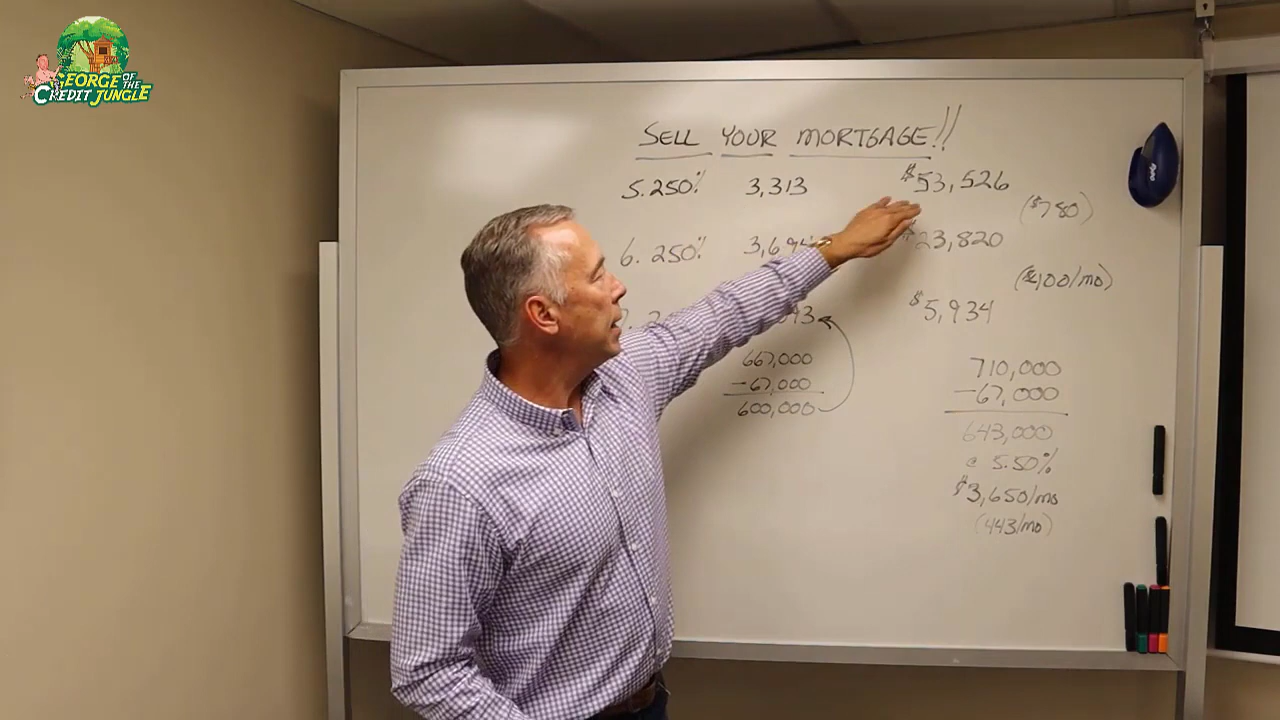 GEORGE OF THE CREDIT JUNGLE
SELL YOUR MORTGAGE!!
5.250% 3,313 $53,526
($780)
6.250% $23,820
($400/mo)
$5,934
667,000
-67,000
600,000
710,000
-67,000
643,000
@ 5.50%
$3,650/mo
(443/mo)
EXPO